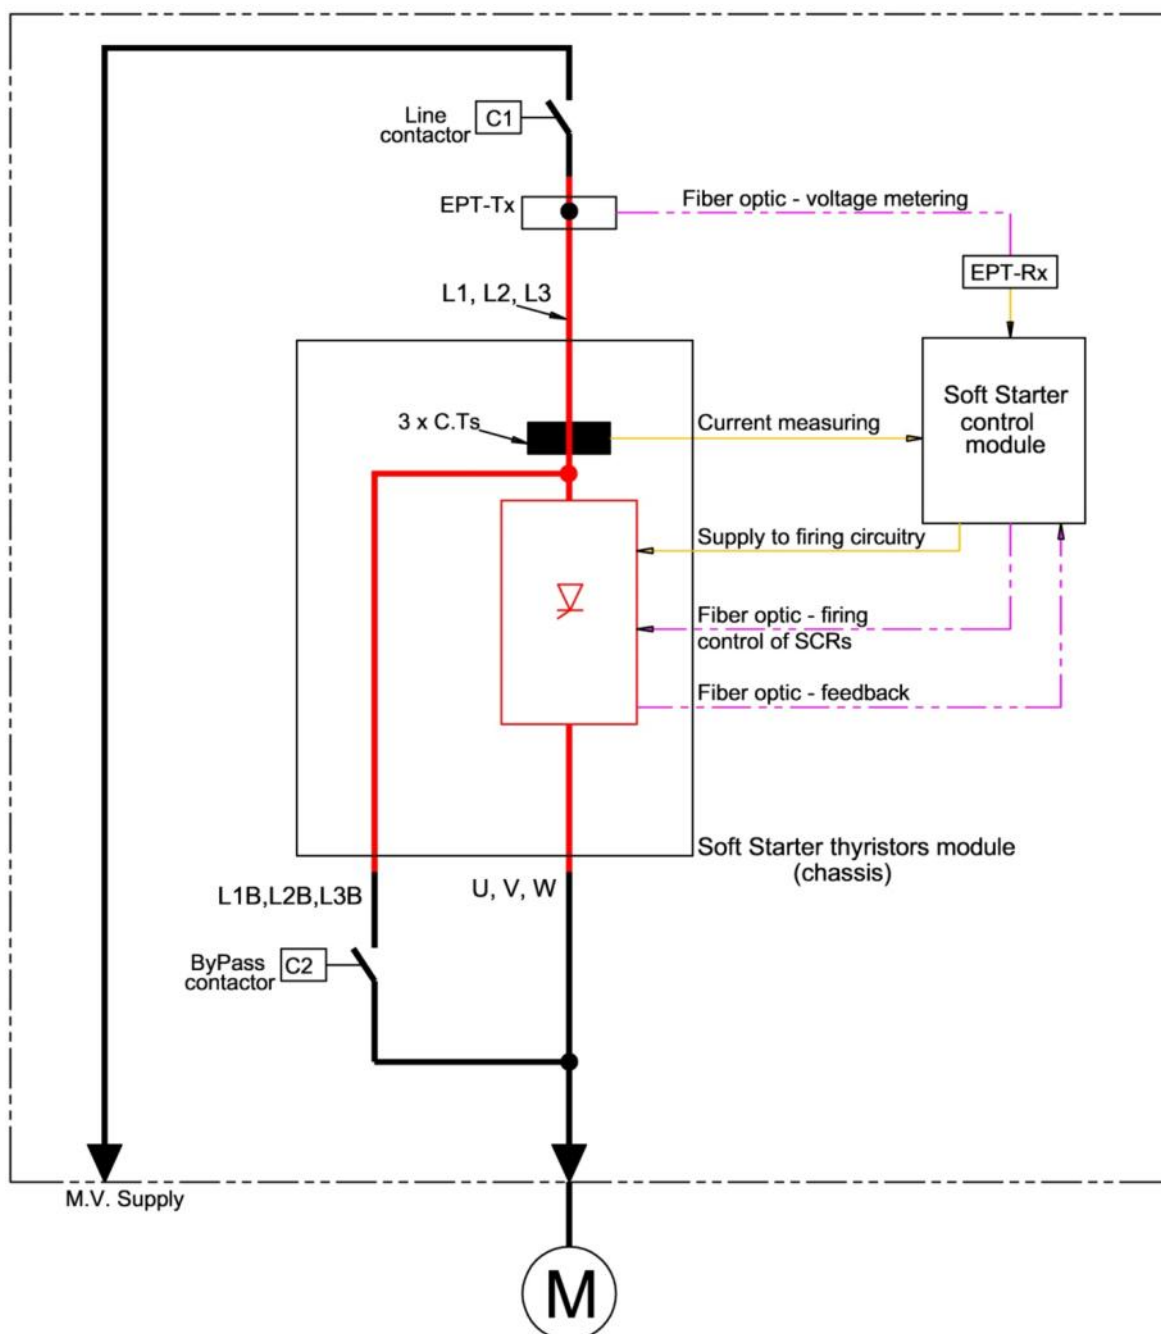 Line
contactor
C1
EPT-Tx
Fiber optic - voltage metering
EPT-Rx
L1, L2, L3
Soft Starter
control
module
3 x C.Ts
Current measuring
Supply to firing circuitry
Fiber optic - firing
control of SCRs
Fiber optic - feedback
Soft Starter thyristors module
(chassis)
L1B,L2B,L3B
U, V, W
ByPass
contactor
C2
M.V. Supply
M